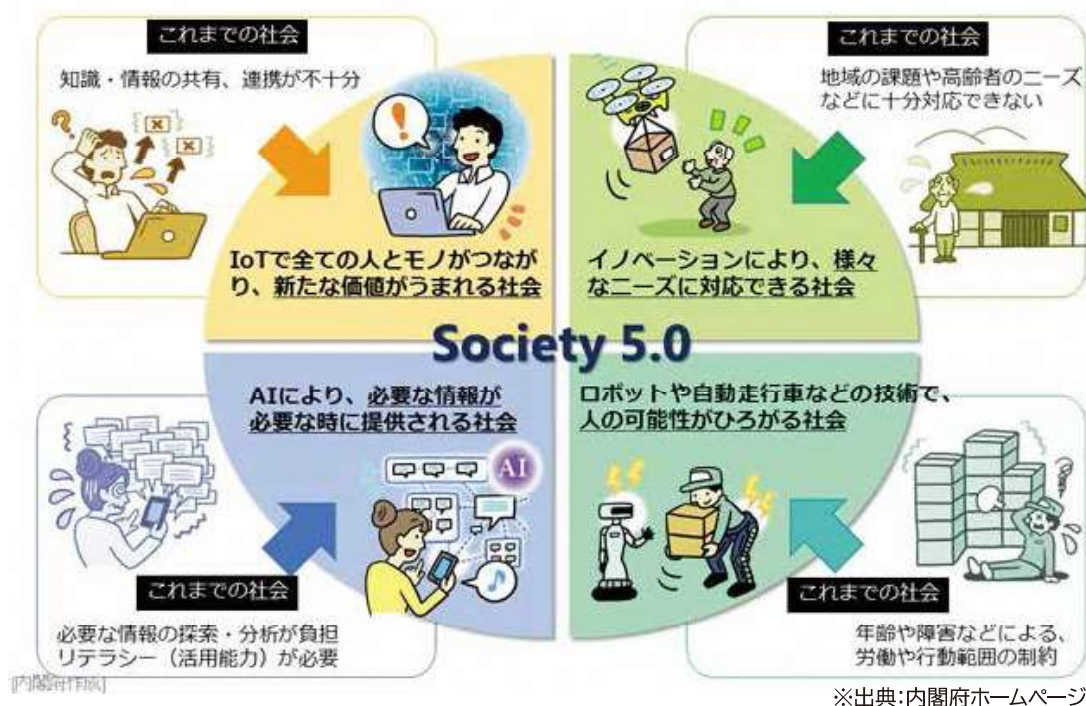 これまでの社会
知識・情報の共有、連携が不十分
IoTで全ての人とモノがつなが
り、新たな価値がうまれる社会
これまでの社会
地域の課題や高齢者のニーズ
などに十分対応できない
イノベーションにより、様々
なニーズに対応できる社会
Society 5.0
AIにより、必要な情報が
必要な時に提供される社会
AI
これまでの社会
必要な情報の探索・分析が負担
リテラシー（活用能力）が必要
ロボットや自動走行車などの技術で、
人の可能性がひろがる社会
これまでの社会
年齢や障害などによる、
労働や行動範囲の制約
[内閣府作成]
※出典:内閣府ホームページ